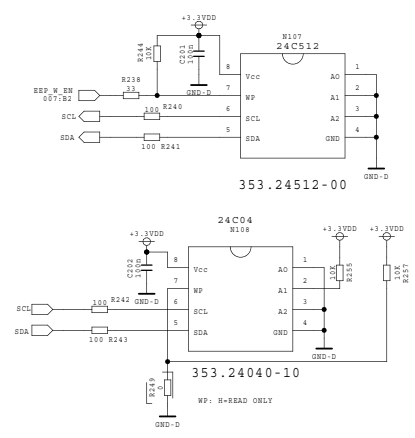 +3.3VDD
N107
24C512
R244
10K
C201
100n
8
Vcc
A0
1
EEP_W_EN
007:B2
R238
33
7
WP
A1
2
GND-D
SCL
100
R240
6
SCL
A2
3
SDA
100
R241
5
SDA
GND
4
GND-D
353.24512-00
24C04
N108
+3.3VDD
+3.3VDD
+3.3VDD
C202
100n
8
Vcc
A0
1
10K
R255
10K
R257
7
WP
A1
2
SCL
100
R242
GND-D
6
SCL
A2
3
SDA
100
R243
5
SDA
GND
4
GND-D
353.24040-10
R249
0
WP: H=READ ONLY
GND-D